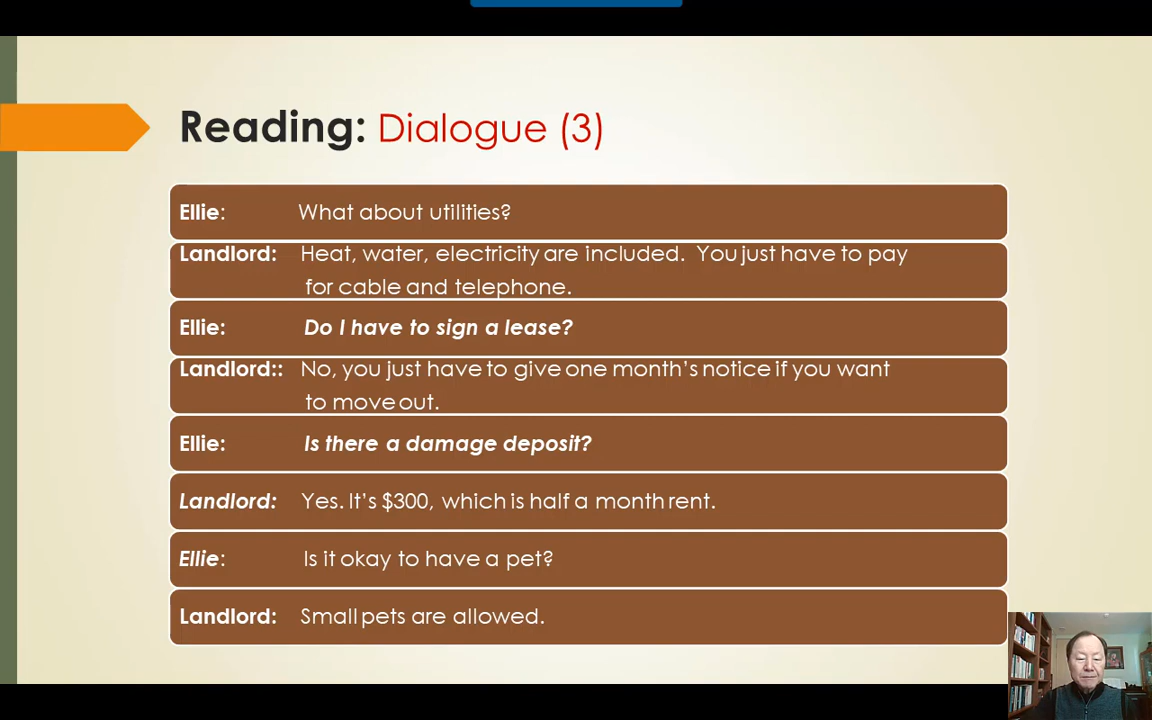 Reading: Dialogue (3)
Ellie: What about utilities?
Landlord: Heat, water, electricity are included. You just have to pay
for cable and telephone.
Ellie: Do I have to sign a lease?
Landlord:: No, you just have to give one month's notice if you want
to move out.
Ellie: Is there a damage deposit?
Landlord: Yes. It's $300, which is half a month rent.
Ellie: Is it okay to have a pet?
Landlord: Small pets are allowed.